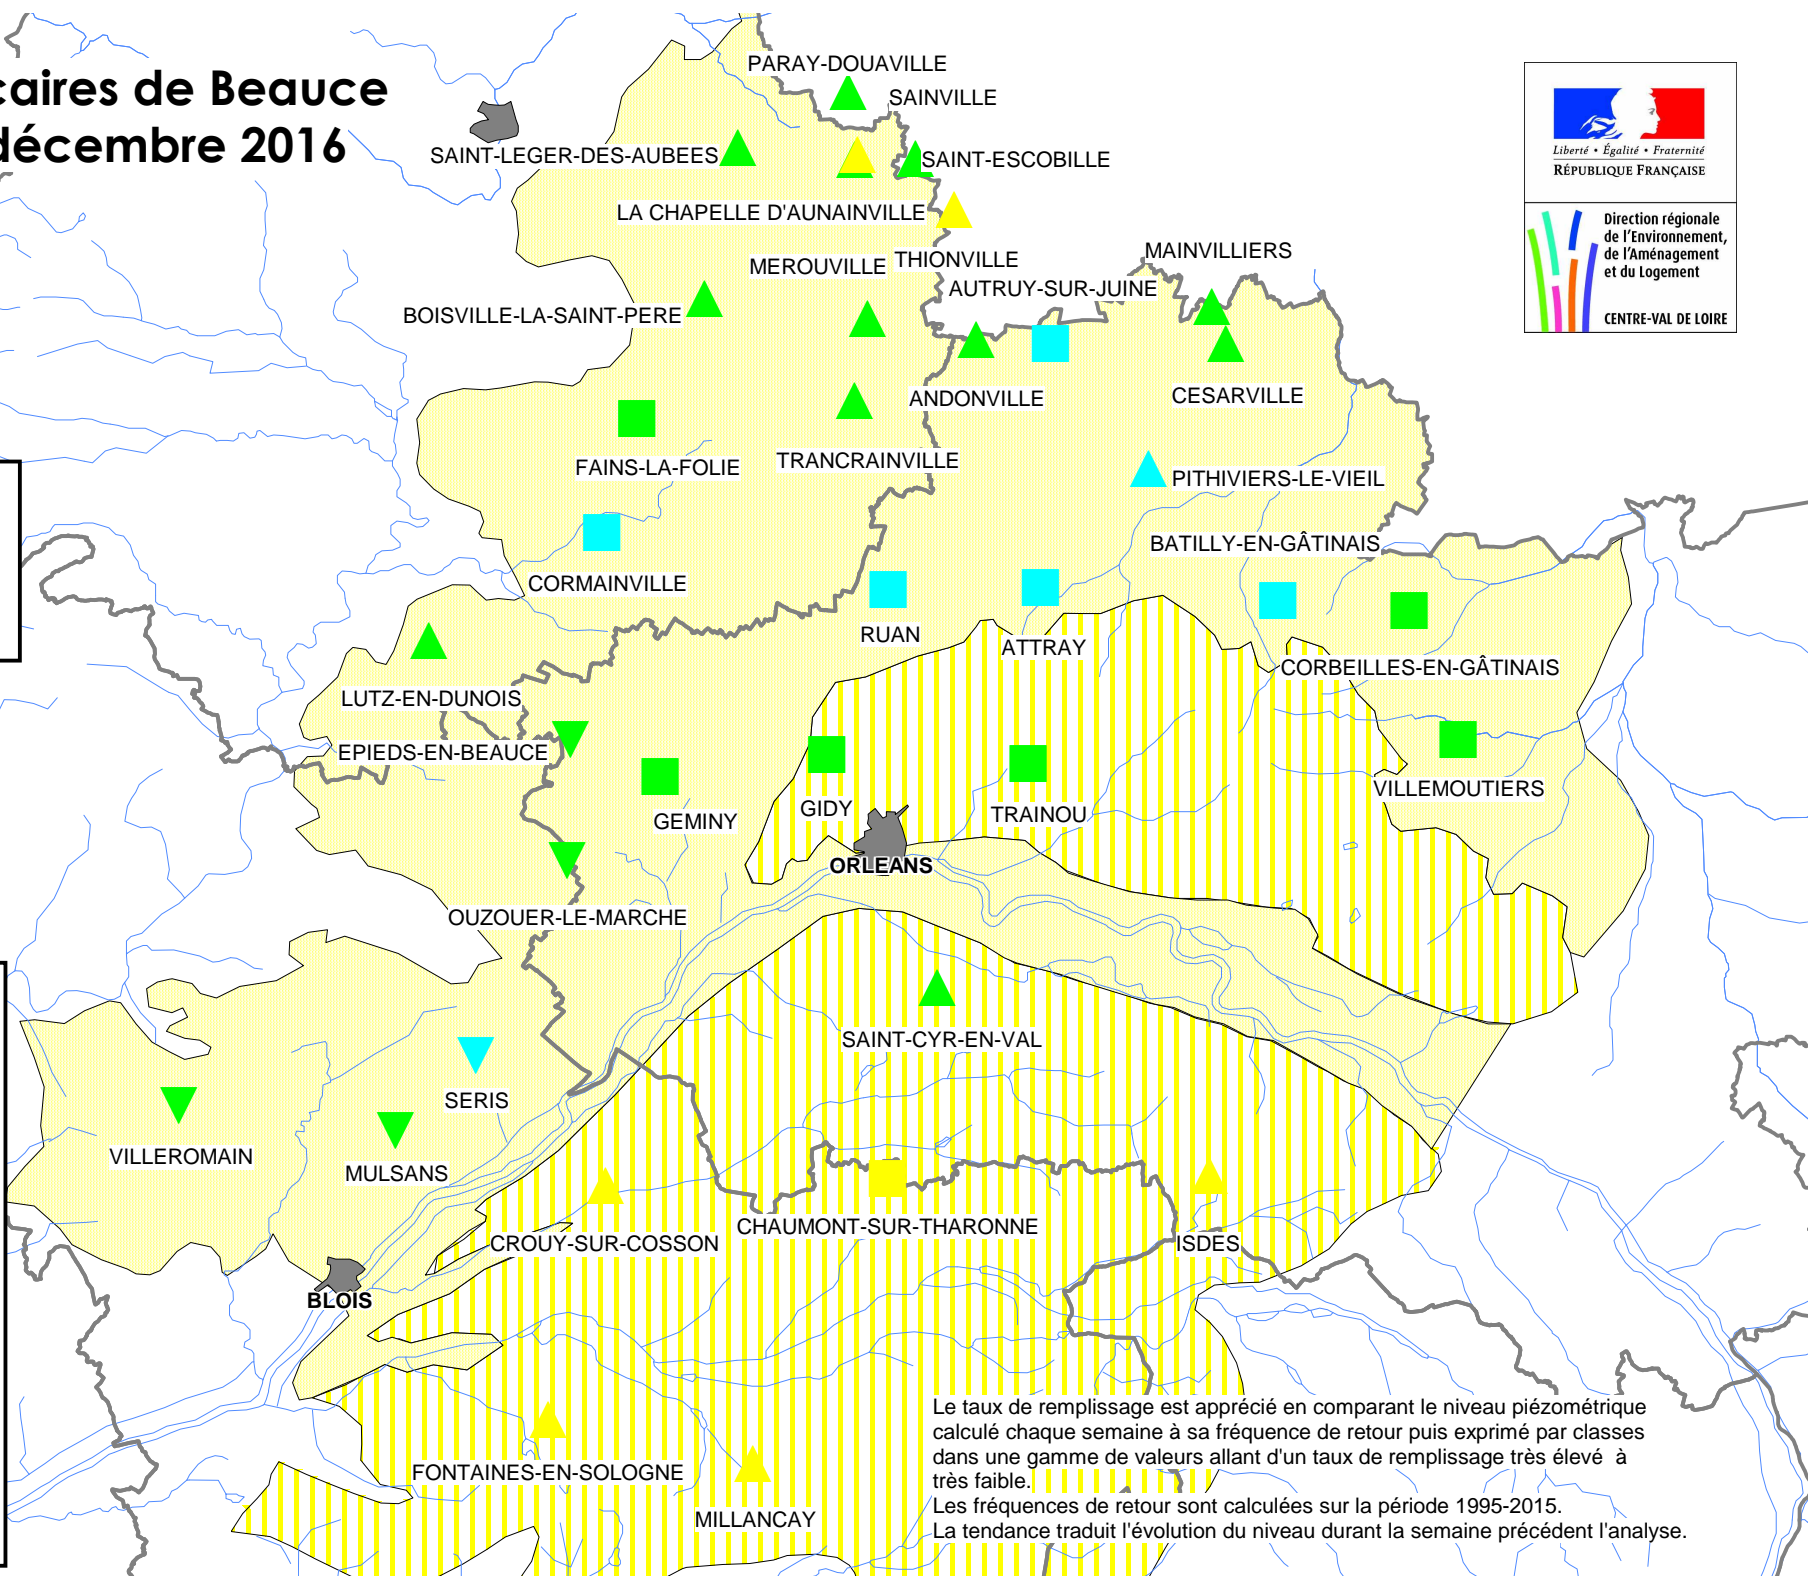 caires de Beauce
décembre 2016
PARAY-DOUAVILLE
SAINVILLE
SAINT-LEGER-DES-AUBEES
SAINT-ESCOBILLE
LA CHAPELLE D'AUNAINVILLE
THIONVILLE
MEROUVILLE
MAINVILLIERS
AUTRUY-SUR-JUINE
BOISVILLE-LA-SAINT-PERE
ANDONVILLE
CESARVILLE
FAINS-LA-FOLIE
TRANCRAINVILLE
PITHIVIERS-LE-VIEIL
BATILLY-EN-GÂTINAIS
CORMAINVILLE
RUAN
ATTRAY
CORBEILLES-EN-GÂTINAIS
LUTZ-EN-DUNOIS
EPIEDS-EN-BEAUCE
GEMINY
GIDY
TRAINOU
VILLEMOUTIERS
ORLEANS
OUZOUER-LE-MARCHE
SAINT-CYR-EN-VAL
SERIS
VILLEROMAIN
MULSANS
CROUY-SUR-COSSON
CHAUMONT-SUR-THARONNE
ISDES
BLOIS
FONTAINES-EN-SOLOGNE
MILLANCAY
Liberté • Égalité • Fraternité
RÉPUBLIQUE FRANÇAISE
Direction régionale
de l'Environnement,
de l'Aménagement
et du Logement
CENTRE-VAL DE LOIRE
Le taux de remplissage est apprécié en comparant le niveau piézométrique
calculé chaque semaine à sa fréquence de retour puis exprimé par classes
dans une gamme de valeurs allant d'un taux de remplissage très élevé à
très faible.
Les fréquences de retour sont calculées sur la période 1995-2015.
La tendance traduit l'évolution du niveau durant la semaine précédent l'analyse.